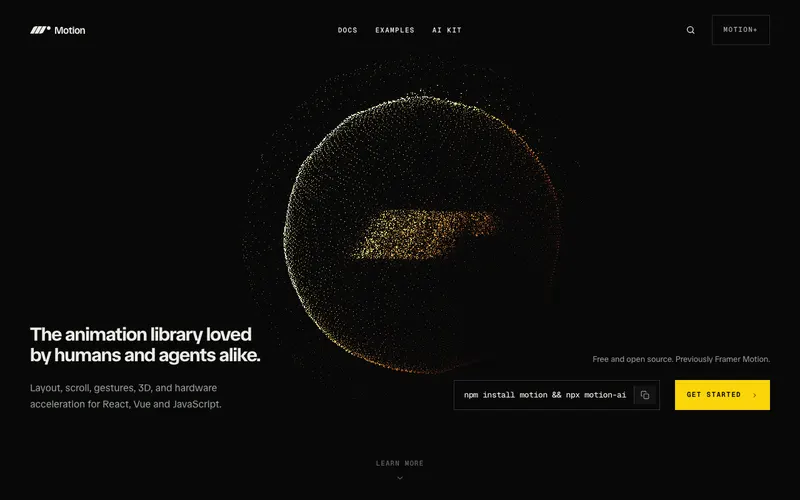 Motion
DOCS
EXAMPLES
AI KIT
MOTION+
The animation library loved
by humans and agents alike.
Layout, scroll, gestures, 3D, and hardware
acceleration for React, Vue and JavaScript.
Free and open source. Previously Framer Motion.
npm install motion && npx motion-ai
GET STARTED
LEARN MORE